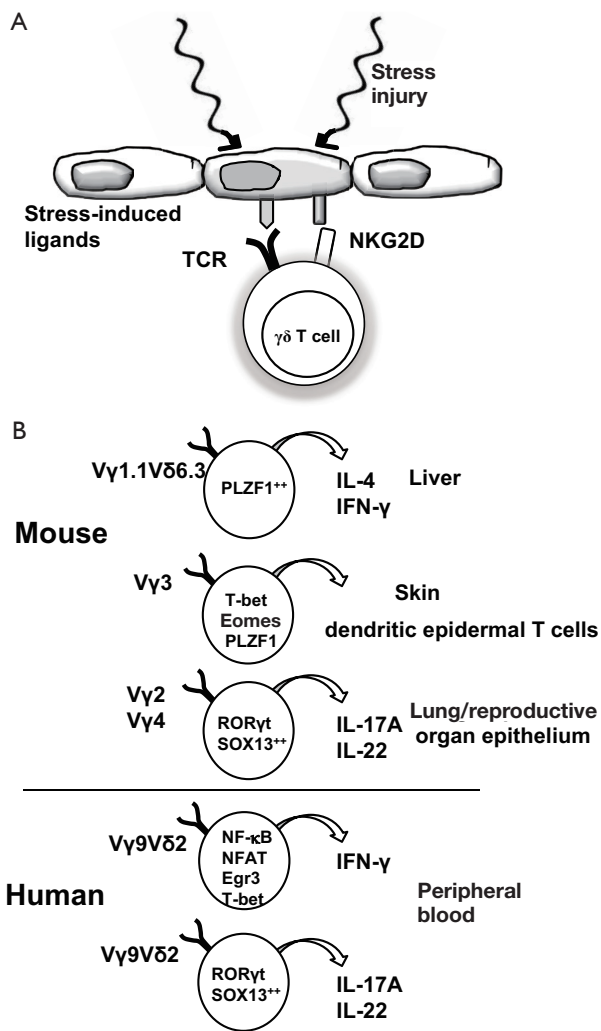 A
Stress
injury
Stress-induced
ligands
TCR
NKG2D
γδ T cell
B
Mouse
Vγ1.1Vδ6.3
PLZF1++
IL-4
IFN-γ
Liver
Vγ3
T-bet
Eomes
PLZF1
Skin
dendritic epidermal T cells
Vγ2
Vγ4
RORγt
SOX13++
IL-17A
IL-22
Lung/reproductive
organ epithelium
Human
Vγ9Vδ2
NF-κB
NFAT
Egr3
T-bet
IFN-γ
Peripheral
blood
Vγ9Vδ2
RORγt
SOX13++
IL-17A
IL-22